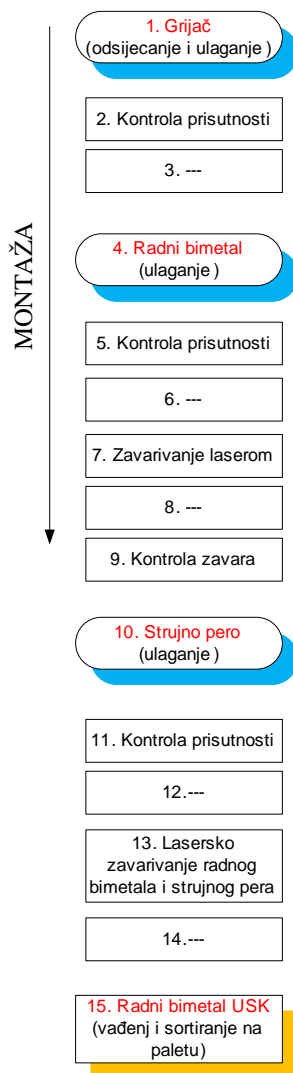 1. Grijač
(odsijecanje i ulaganje )
2. Kontrola prisutnosti
3. ---
MONTAŽA
4. Radni bimetal
(ulaganje )
5. Kontrola prisutnosti
6. ---
7. Zavarivanje laserom
8. ---
9. Kontrola zavara
10. Strujno pero
(ulaganje )
11. Kontrola prisutnosti
12.---
13. Lasersko
zavarivanje radnog
bimetala i strujnog pera
14.---
15. Radni bimetal USK
(vađenj i sortiranje na
paletu)